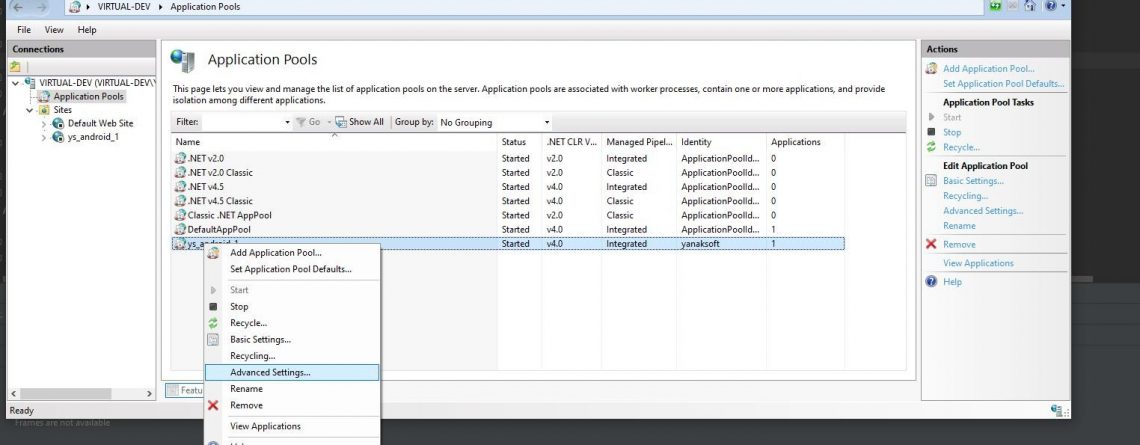 VIRTUAL-DEV Application Pools
File View Help
Connections
VIRTUAL-DEV (VIRTUAL-DEV\
Application Pools
Sites
Default Web Site
ys_android_1
Application Pools
This page lets you view and manage the list of application pools on the server. Application pools are associated with worker processes, contain one or more applications, and provide
isolation among different applications.
Filter: Go Show All Group by: No Grouping
Name Status .NET CLR V... Managed Pipel... Identity Applications
.NET v2.0 Started v2.0 Integrated ApplicationPoolId... 0
.NET v2.0 Classic Started v2.0 Classic ApplicationPoolId... 0
.NET v4.5 Started v4.0 Integrated ApplicationPoolId... 0
.NET v4.5 Classic Started v4.0 Classic ApplicationPoolId... 0
Classic .NET AppPool Started v2.0 Classic ApplicationPoolId... 0
DefaultAppPool Started v4.0 Integrated ApplicationPoolId... 1
ys_android_1 Started v4.0 Integrated yanaksoft 1
Add Application Pool...
Set Application Pool Defaults...
Start
Stop
Recycle...
Basic Settings...
Recycling...
Advanced Settings...
Rename
Remove
View Applications
Featu
Actions
Add Application Pool...
Set Application Pool Defaults...
Application Pool Tasks
Start
Stop
Recycle...
Edit Application Pool
Basic Settings...
Recycling...
Advanced Settings...
Rename
Remove
View Applications
Help
Ready
Frames are not available